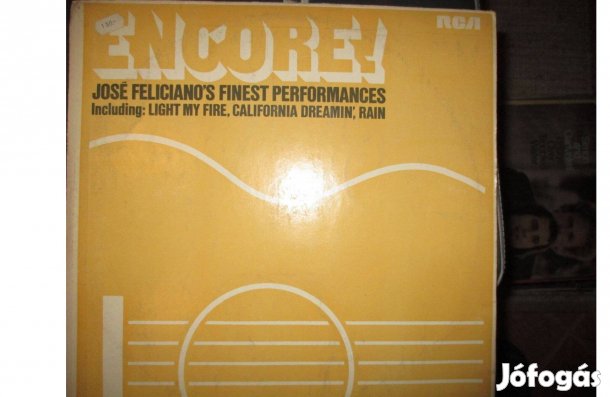 ENCORE!
RCA
JOSÉ FELICIANO'S FINEST PERFORMANCES
Including: LIGHT MY FIRE, CALIFORNIA DREAMIN', RAIN
Jófogás